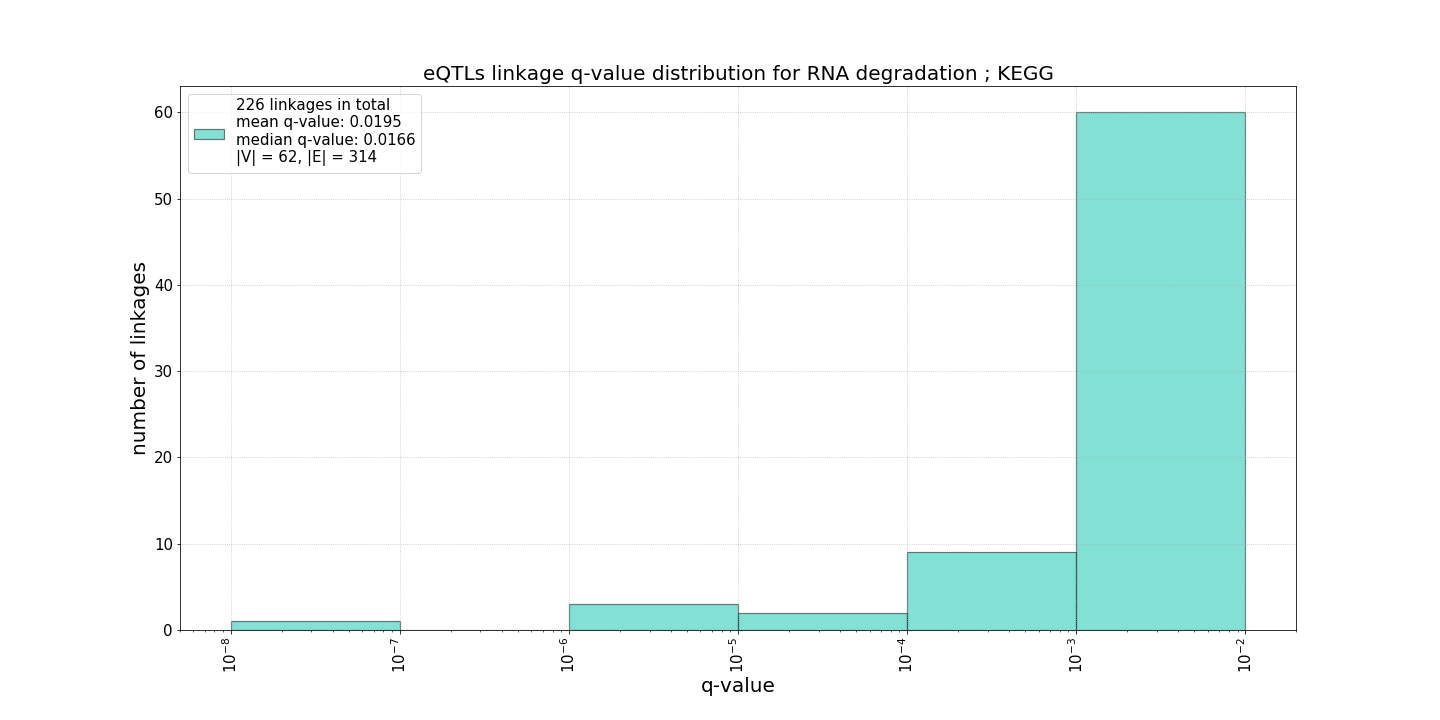 eQTLs linkage q-value distribution for RNA degradation ; KEGG
226 linkages in total
mean q-value: 0.0195
median q-value: 0.0166
|V| = 62, |E| = 314
number of linkages
60
50
40
30
20
10
0
10⁻⁸ 10⁻⁷ 10⁻⁶ 10⁻⁵ 10⁻⁴ 10⁻³ 10⁻²
q-value